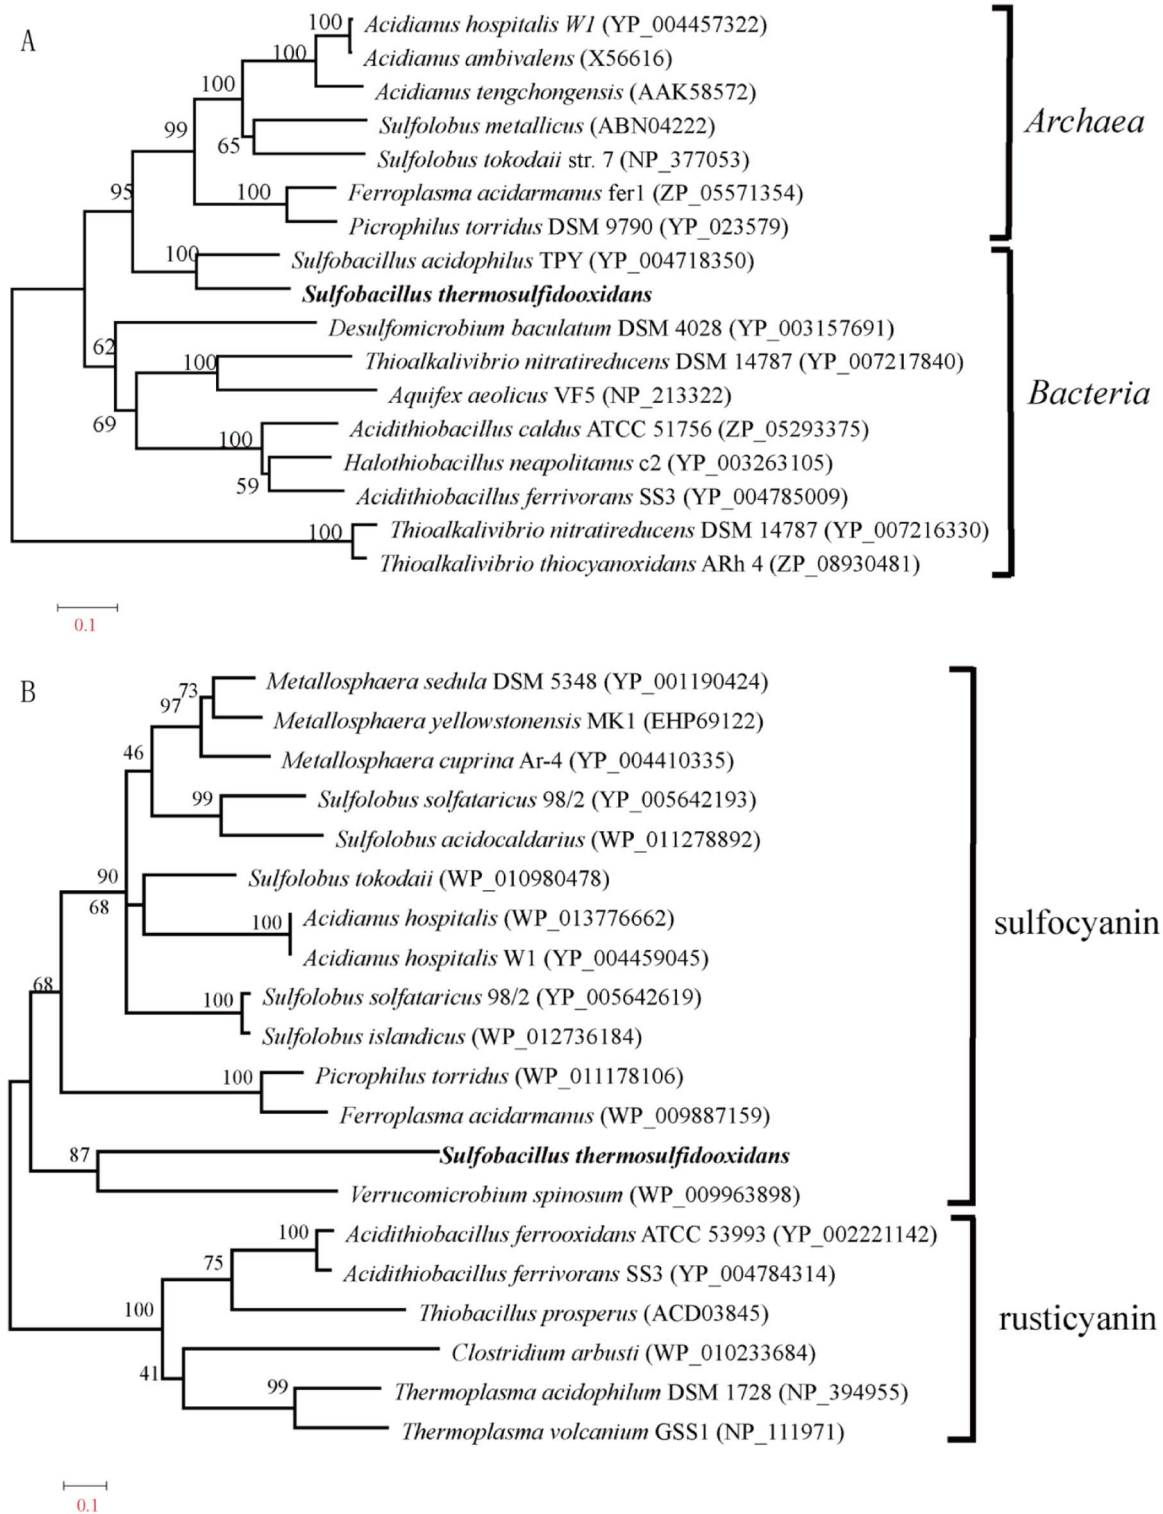 A
100
Acidianus hospitalis W1 (YP_004457322)
100
Acidianus ambivalens (X56616)
100
Acidianus tengchongensis (AAK58572)
99
Sulfolobus metallicus (ABN04222)
Archaea
65
Sulfolobus tokodaii str. 7 (NP_377053)
95
100
Ferroplasma acidarmanus fer1 (ZP_05571354)
Picrophilus torridus DSM 9790 (YP_023579)
100
Sulfobacillus acidophilus TPY (YP_004718350)
Sulfobacillus thermosulfidooxidans
Desulfomicrobium baculatum DSM 4028 (YP_003157691)
62
100
Thioalkalivibrio nitratireducens DSM 14787 (YP_007217840)
Aquifex aeolicus VF5 (NP_213322)
Bacteria
69
100
Acidithiobacillus caldus ATCC 51756 (ZP_05293375)
Halothiobacillus neapolitanus c2 (YP_003263105)
59
Acidithiobacillus ferrivorans SS3 (YP_004785009)
100
Thioalkalivibrio nitratireducens DSM 14787 (YP_007216330)
Thioalkalivibrio thiocyanoxidans ARh 4 (ZP_08930481)
0.1
B
73
Metallosphaera sedula DSM 5348 (YP_001190424)
97
Metallosphaera yellowstonensis MK1 (EHP69122)
46
Metallosphaera cuprina Ar-4 (YP_004410335)
99
Sulfolobus solfataricus 98/2 (YP_005642193)
Sulfolobus acidocaldarius (WP_011278892)
90
Sulfolobus tokodaii (WP_010980478)
68
100
Acidianus hospitalis (WP_013776662)
sulfocyanin
Acidianus hospitalis W1 (YP_004459045)
68
100
Sulfolobus solfataricus 98/2 (YP_005642619)
Sulfolobus islandicus (WP_012736184)
100
Picrophilus torridus (WP_011178106)
Ferroplasma acidarmanus (WP_009887159)
87
Sulfobacillus thermosulfidooxidans
Verrucomicrobium spinosum (WP_009963898)
100
Acidithiobacillus ferrooxidans ATCC 53993 (YP_002221142)
75
Acidithiobacillus ferrivorans SS3 (YP_004784314)
100
Thiobacillus prosperus (ACD03845)
rusticyanin
Clostridium arbusti (WP_010233684)
41
99
Thermoplasma acidophilum DSM 1728 (NP_394955)
Thermoplasma volcanium GSS1 (NP_111971)
0.1